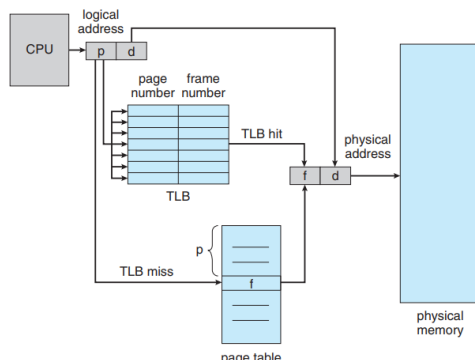 logical
address
CPU
p d
page frame
number number
TLB hit
physical
address
f d
TLB
p
TLB miss
f
physical
memory
page table